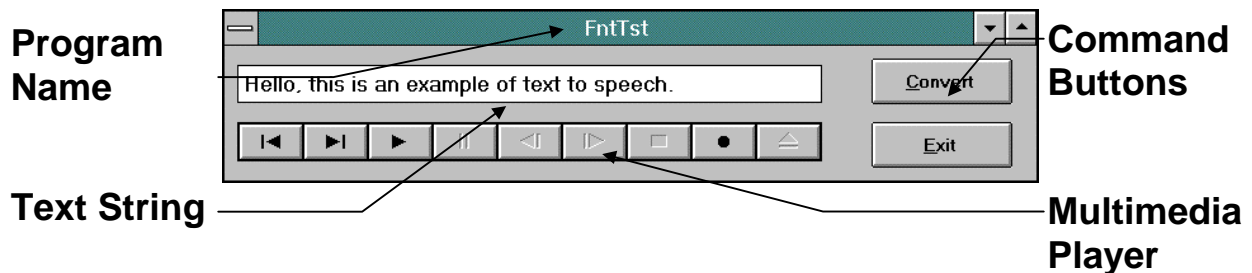 FntTst
Program
Name
Command
Buttons
Hello, this is an example of text to speech.
Convert
Exit
Text String
Multimedia
Player